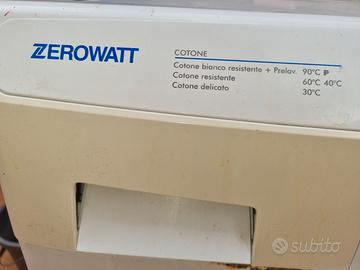 ZEROWATT
COTONE
Cotone bianco resistente + Prelav. 90°C P
Cotone resistente 60°C 40°C
Cotone delicato 30°C
subito